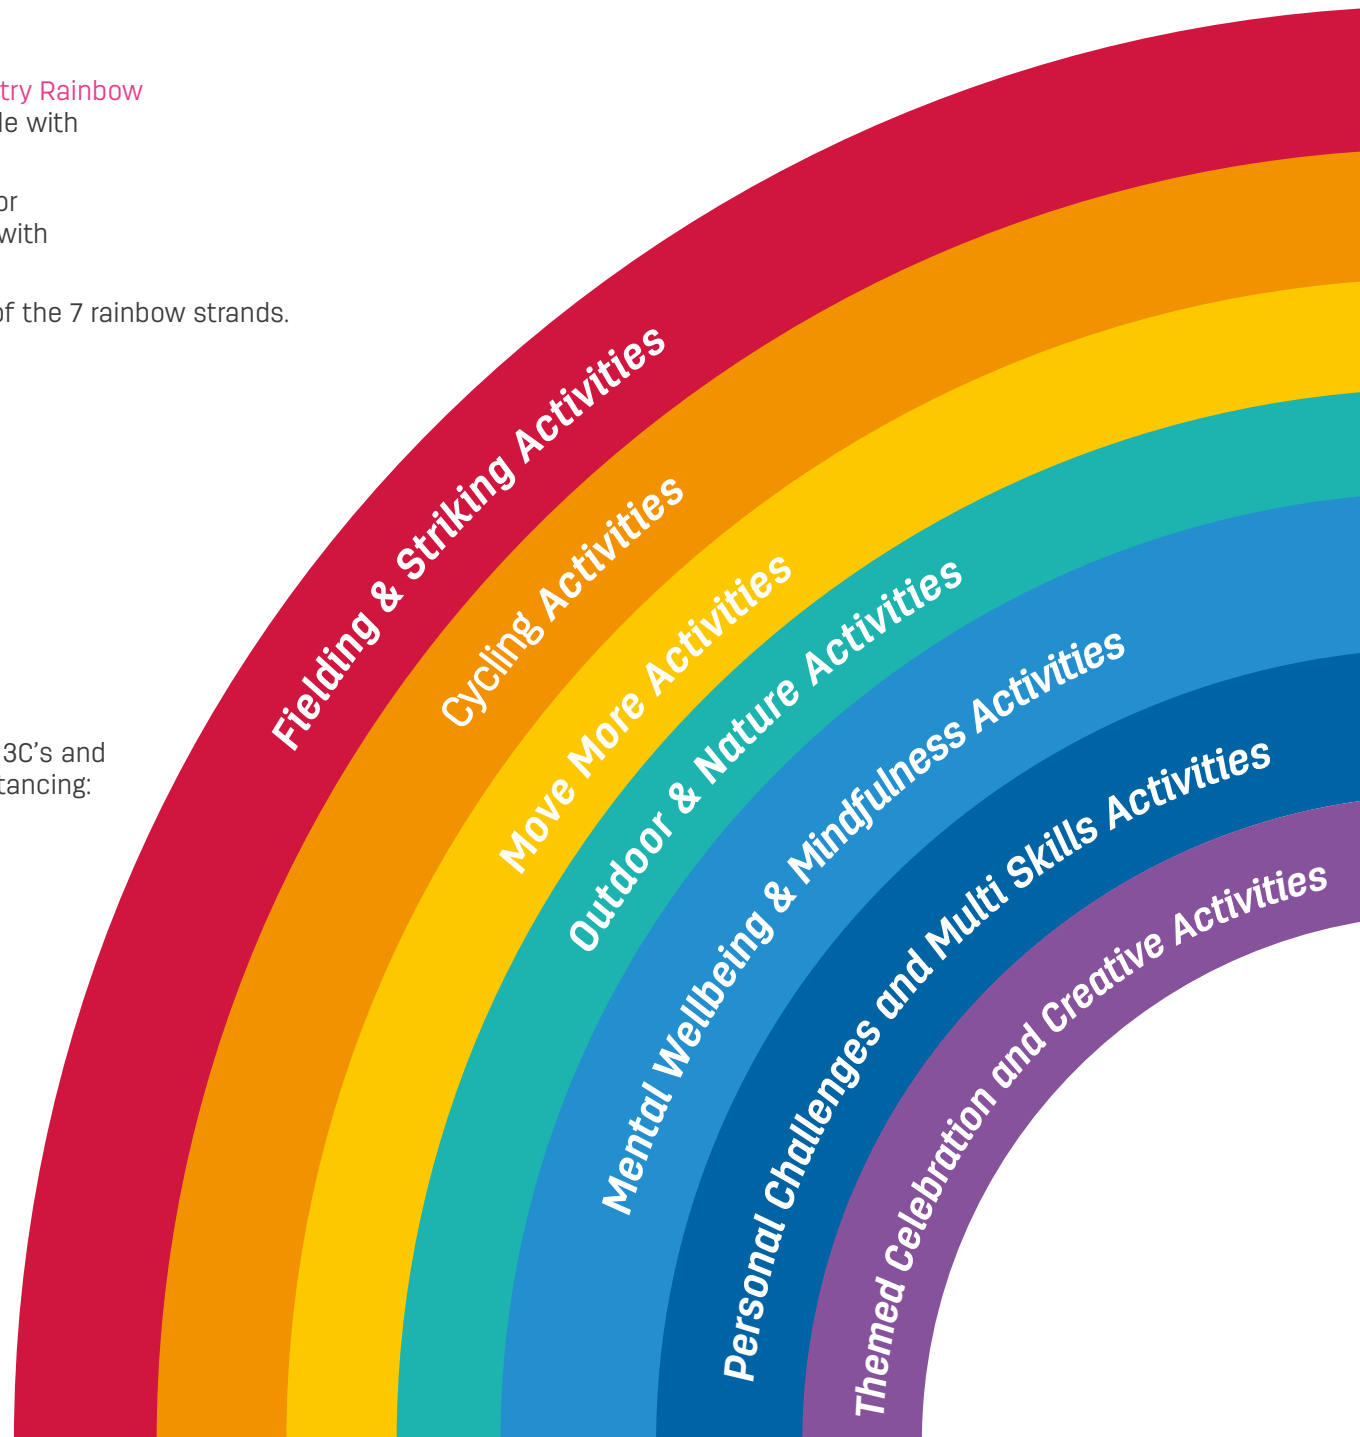 try Rainbow
le with
or
with
of the 7 rainbow strands.
3C’s and
tancing:
Fielding & Striking Activities
Cycling Activities
Move More Activities
Outdoor & Nature Activities
Mental Wellbeing & Mindfulness Activities
Personal Challenges and Multi Skills Activities
Themed Celebration and Creative Activities